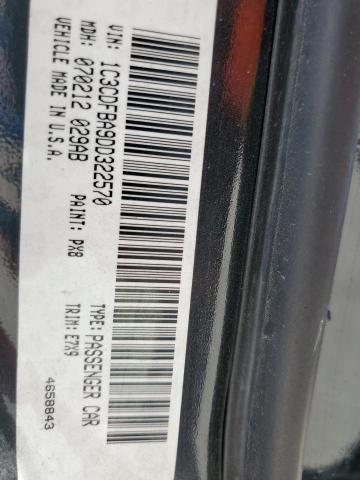 VIN: 1C3CDFBA9DD322570 TYPE: PASSENGER CAR
MDH: 070212 029AB PAINT: PX8 TRIM: E7X9
VEHICLE MADE IN U.S.A. 4658843